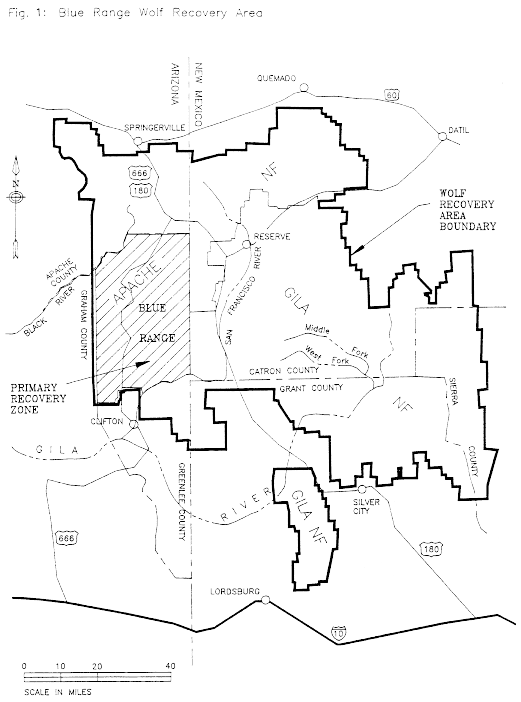 Fig. 1: Blue Range Wolf Recovery Area
QUEMADO
ARIZONA
NEW MEXICO
60
SPRINGERVILLE
DATIL
666
180
NF
N
WOLF
RECOVERY
AREA
BOUNDARY
RESERVE
APACHE
COUNTY
APACHE
GRAHAM COUNTY
BLACK RIVER
BLUE
RANGE
SAN
FRANCISCO
RIVER
GILA
Middle Fork
West Fork
CATRON COUNTY
GRANT COUNTY
PRIMARY
RECOVERY
ZONE
NF
SIERRA
COUNTY
CLIFTON
GILA
GREENLEE COUNTY
RIVER
GILA NF
SILVER
CITY
666
180
LORDSBURG
10
0 10 20 40
SCALE IN MILES